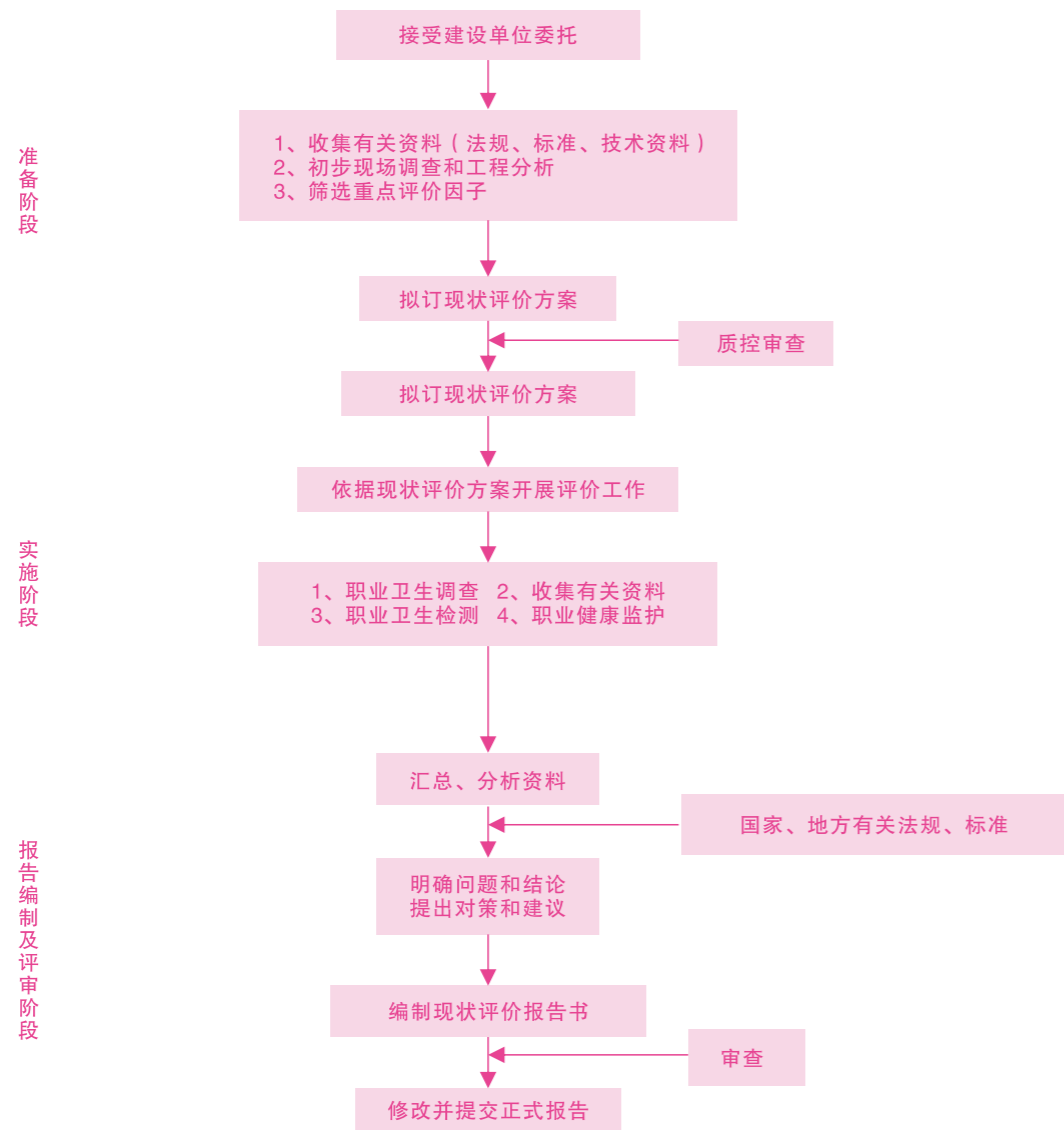 接受建设单位委托
准备阶段
1、收集有关资料（法规、标准、技术资料）
2、初步现场调查和工程分析
3、筛选重点评价因子
拟订现状评价方案
质控审查
拟订现状评价方案
依据现状评价方案开展评价工作
实施阶段
1、职业卫生调查 2、收集有关资料
3、职业卫生检测 4、职业健康监护
汇总、分析资料
国家、地方有关法规、标准
报告编制及评审阶段
明确问题和结论
提出对策和建议
编制现状评价报告书
审查
修改并提交正式报告